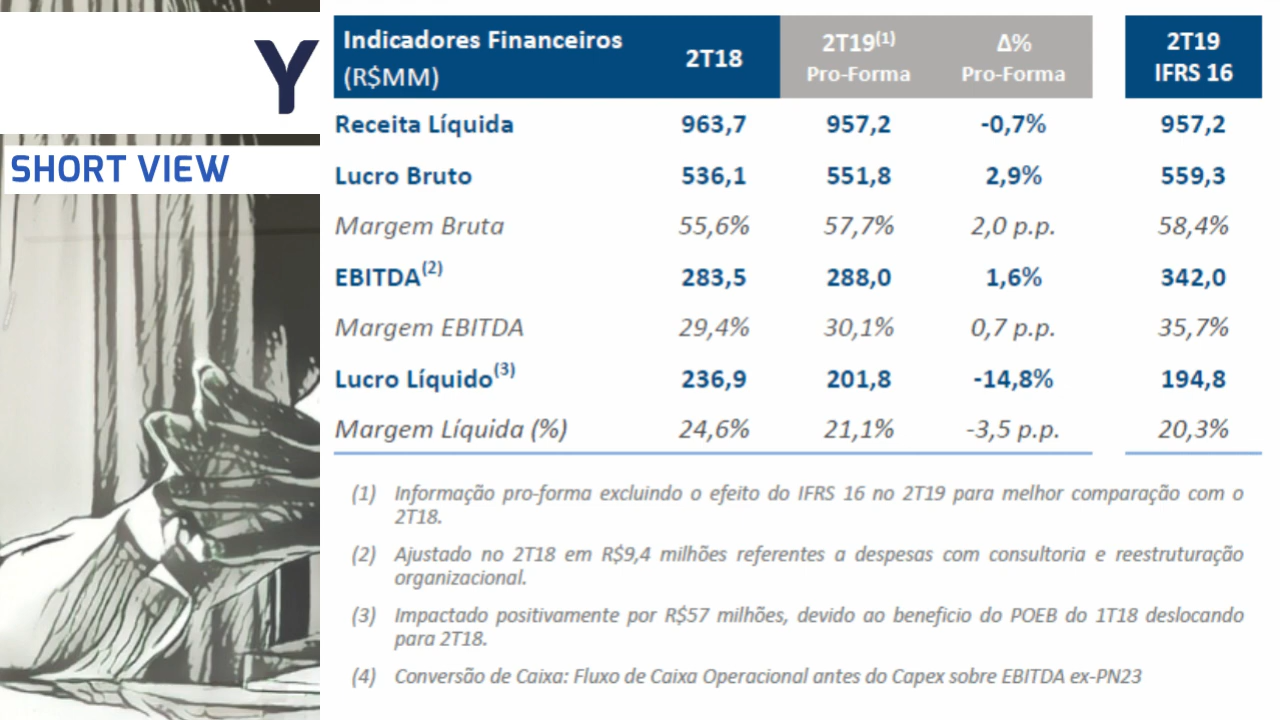 Y
SHORT VIEW
Indicadores Financeiros (R$MM) 2T18 2T19(1) Pro-Forma Δ% Pro-Forma 2T19 IFRS 16
Receita Líquida 963,7 957,2 -0,7% 957,2
Lucro Bruto 536,1 551,8 2,9% 559,3
Margem Bruta 55,6% 57,7% 2,0 p.p. 58,4%
EBITDA(2) 283,5 288,0 1,6% 342,0
Margem EBITDA 29,4% 30,1% 0,7 p.p. 35,7%
Lucro Líquido(3) 236,9 201,8 -14,8% 194,8
Margem Líquida (%) 24,6% 21,1% -3,5 p.p. 20,3%
(1) Informação pro-forma excluindo o efeito do IFRS 16 no 2T19 para melhor comparação com o
2T18.
(2) Ajustado no 2T18 em R$9,4 milhões referentes a despesas com consultoria e reestruturação
organizacional.
(3) Impactado positivamente por R$57 milhões, devido ao beneficio do POEB do 1T18 deslocando
para 2T18.
(4) Conversão de Caixa: Fluxo de Caixa Operacional antes do Capex sobre EBITDA ex-PN23